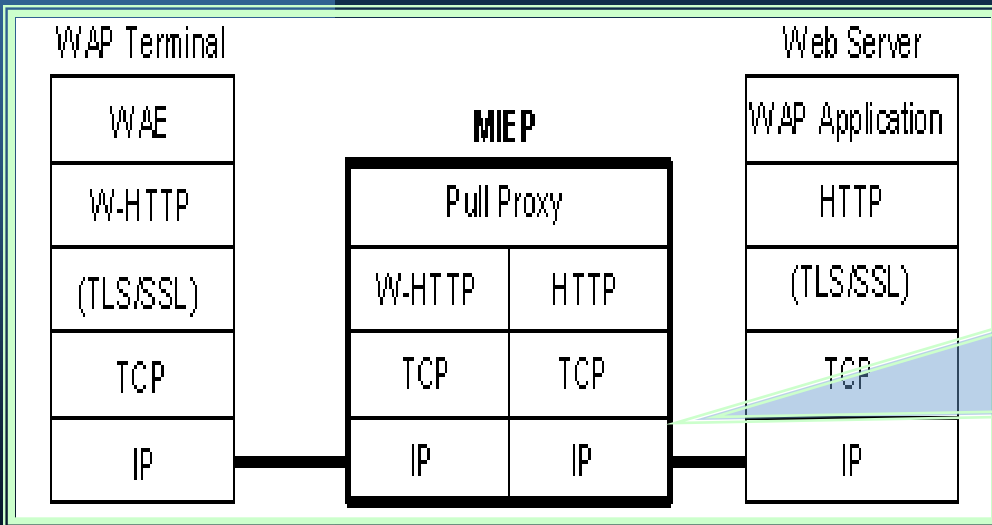 WAP Terminal
WAE
W-HTTP
(TLS/SSL)
TCP
IP
MIEP
Pull Proxy
W-HTTP HTTP
TCP TCP
IP IP
Web Server
WAP Application
HTTP
(TLS/SSL)
TCP
IP